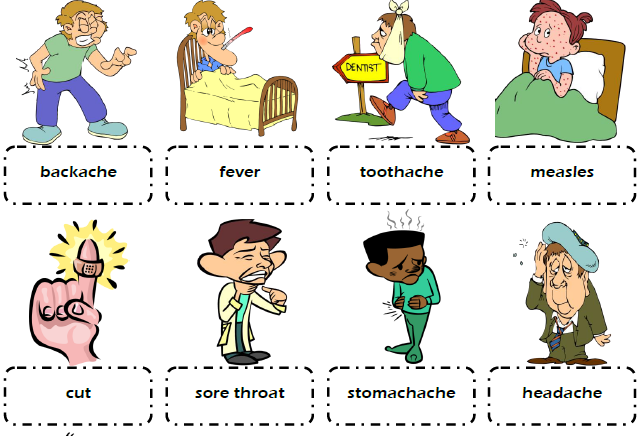 DENTIST
backache fever toothache measles
cut sore throat stomachache headache
“